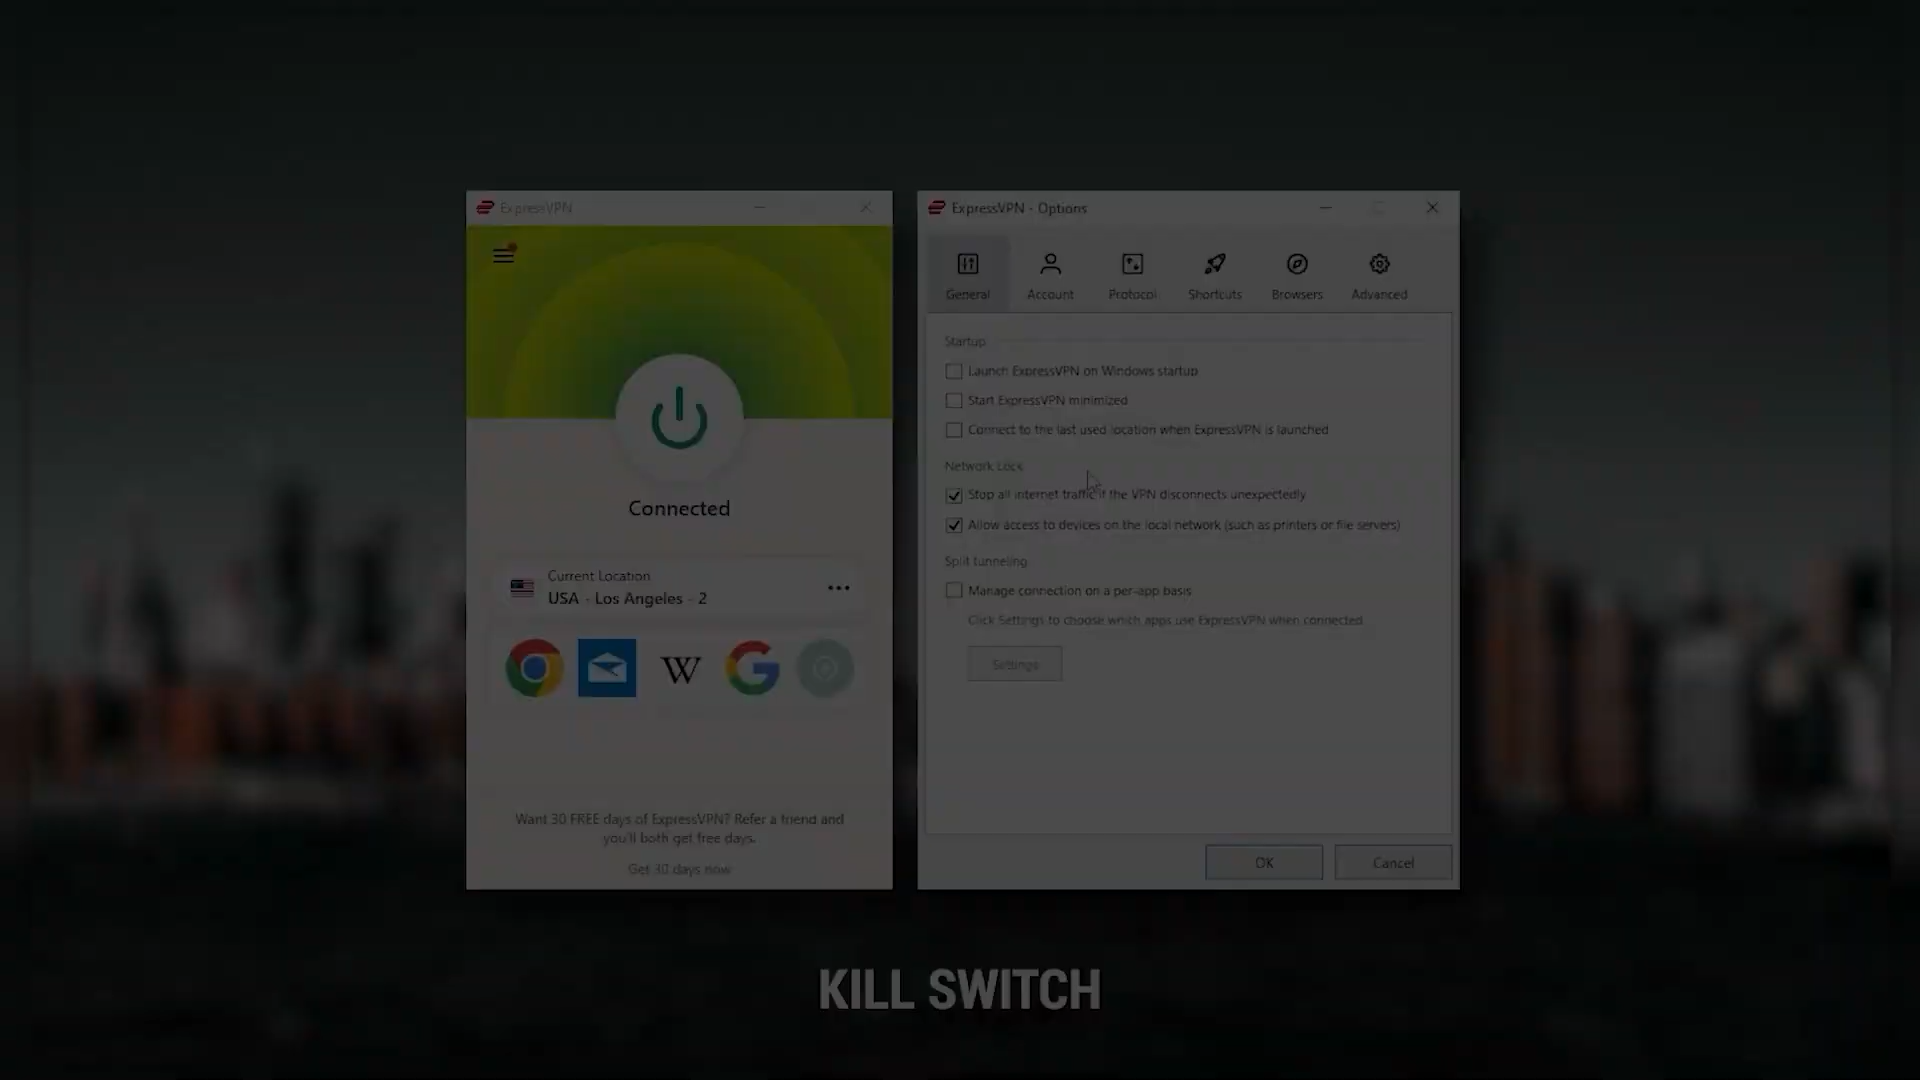 ExpressVPN
Connected
Current Location
USA - Los Angeles - 2
Want 30 FREE days of ExpressVPN? Refer a friend and
you'll both get free days.
Get 30 days now
ExpressVPN - Options
General Account Protocol Shortcuts Browsers Advanced
Startup
Launch ExpressVPN on Windows startup
Start ExpressVPN minimized
Connect to the last used location when ExpressVPN is launched
Network Lock
Stop all internet traffic if the VPN disconnects unexpectedly
Allow access to devices on the local network (such as printers or file servers)
Split tunneling
Manage connection on a per-app basis
Click Settings to choose which apps use ExpressVPN when connected.
Settings
OK Cancel
KILL SWITCH